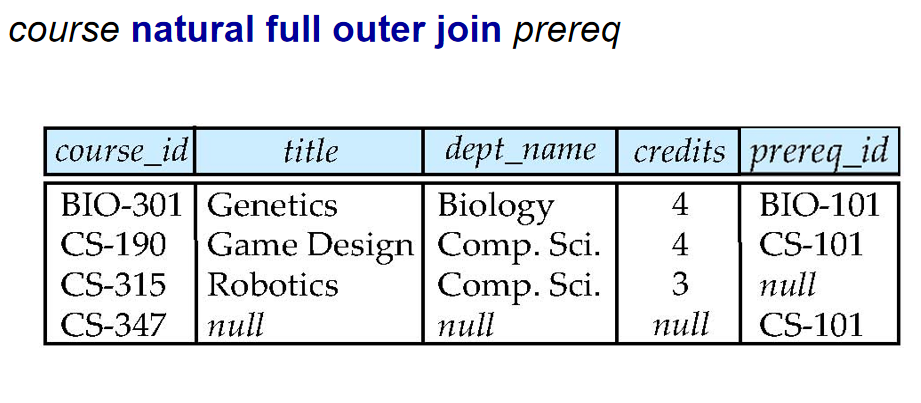 course natural full outer join prereq
course_id title dept_name credits prereq_id
BIO-301 Genetics Biology 4 BIO-101
CS-190 Game Design Comp. Sci. 4 CS-101
CS-315 Robotics Comp. Sci. 3 null
CS-347 null null null CS-101